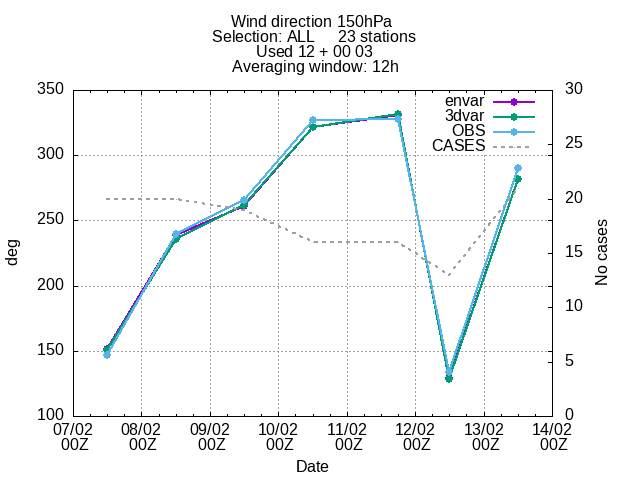 Wind direction 150hPa
Selection: ALL 23 stations
Used 12 + 00 03
Averaging window: 12h
envar
3dvar
OBS
CASES
350
300
250
200
150
100
deg
30
25
20
15
10
5
0
No cases
07/02 08/02 09/02 10/02 11/02 12/02 13/02 14/02
00Z 00Z 00Z 00Z 00Z 00Z 00Z 00Z
Date